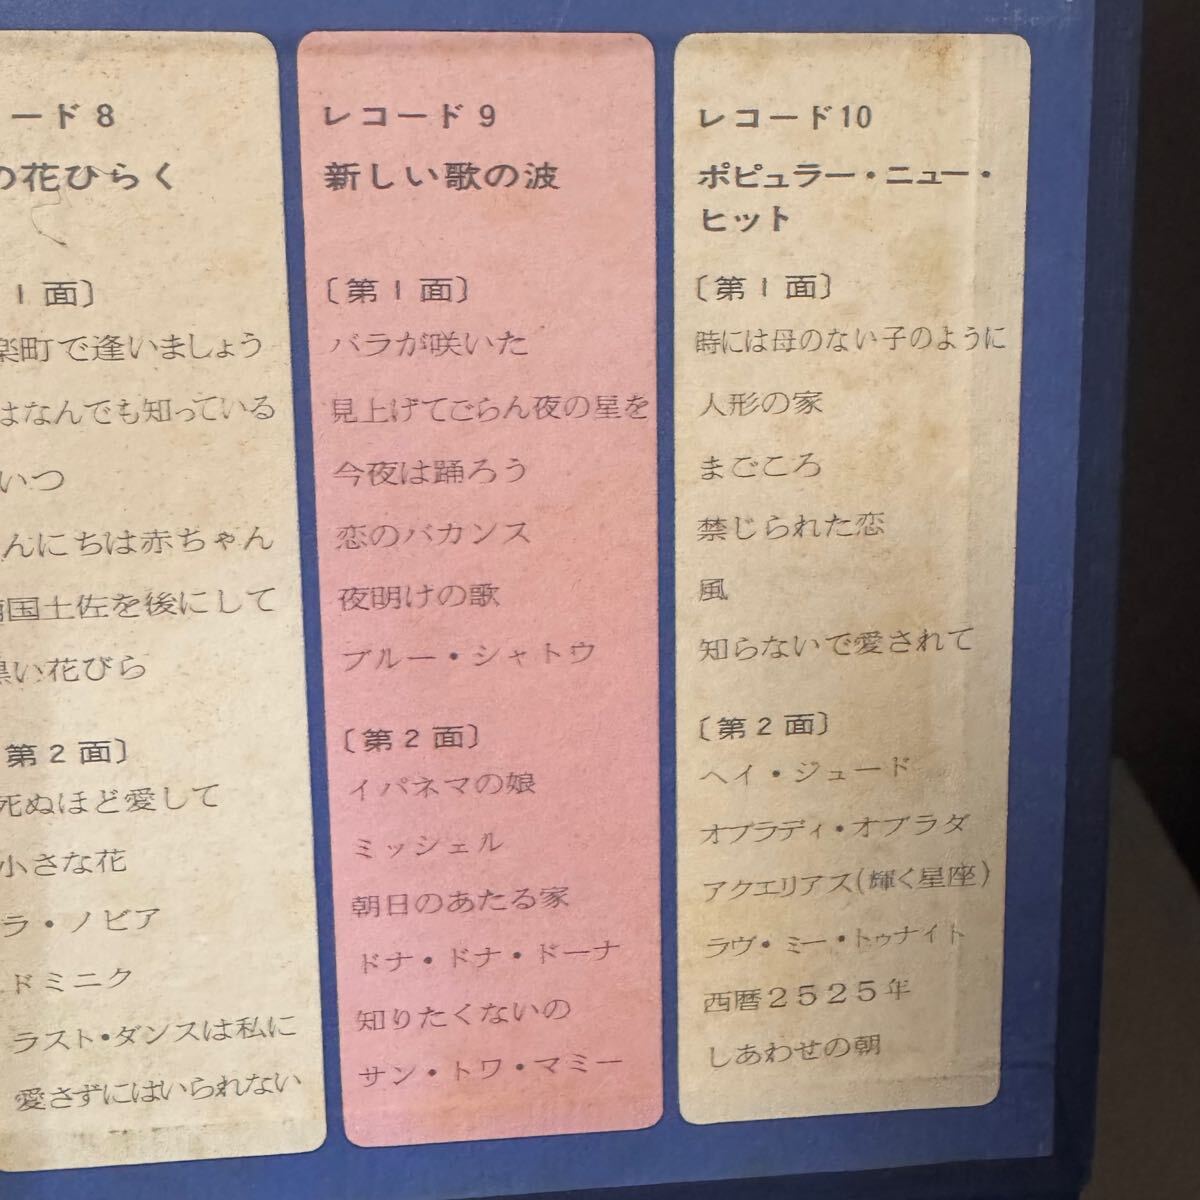 ード8
の花ひらく
1面〕
楽町で逢いましょう
はなんでも知っている
いつ
んにちは赤ちゃん
南国土佐を後にして
黒い花びら
第2面〕
死ぬほど愛して
小さな花
ラ・ノビア
ドミニク
ラスト・ダンスは私に
愛さずにはいられない
レコード9
新しい歌の波
〔第1面〕
バラが咲いた
見上げてごらん夜の星を
今夜は踊ろう
恋のバカンス
夜明けの歌
ブルー・シャトウ
〔第2面〕
イパネマの娘
ミッシェル
朝日のあたる家
ドナ・ドナ・ドーナ
知りたくないの
サン・トワ・マミー
レコード10
ポピュラー・ニュー・
ヒット
〔第1面〕
時には母のない子のように
人形の家
まごころ
禁じられた恋
風
知らないで愛されて
〔第2面〕
ヘイ・ジュード
オブラディ・オブラダ
アクエリアス(輝く星座)
ラヴ・ミー・トゥナイト
西暦2525年
しあわせの朝